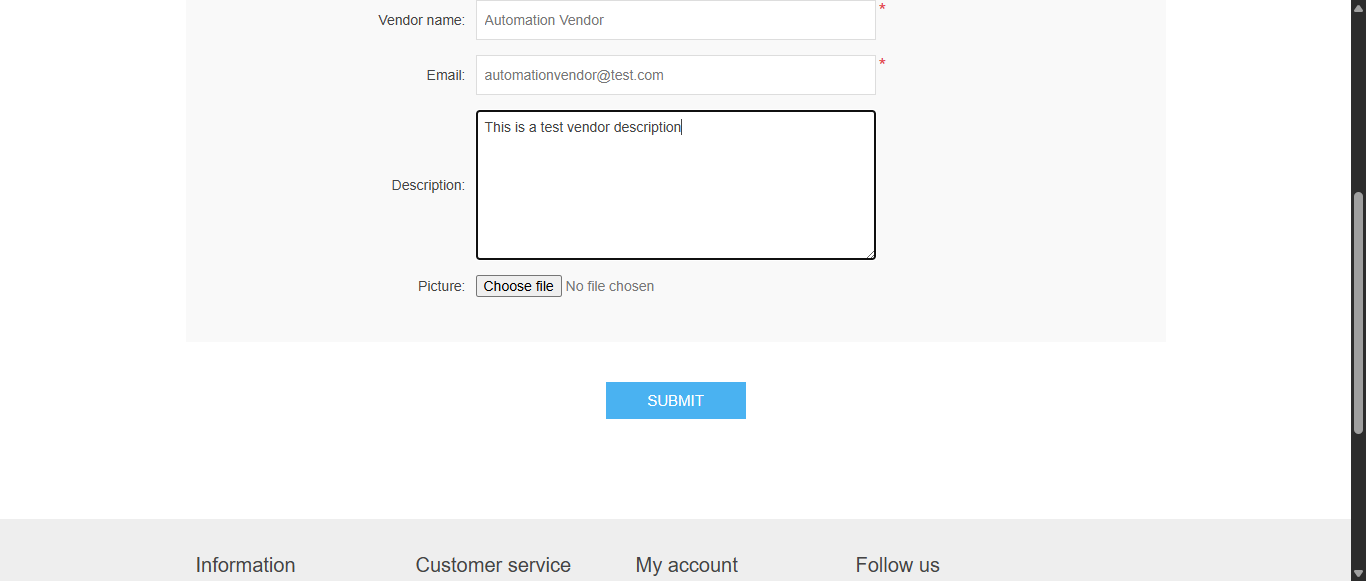 Vendor name: Automation Vendor *
Email: automationvendor@test.com *
This is a test vendor description
Description:
Picture: Choose file No file chosen
SUBMIT
Information Customer service My account Follow us